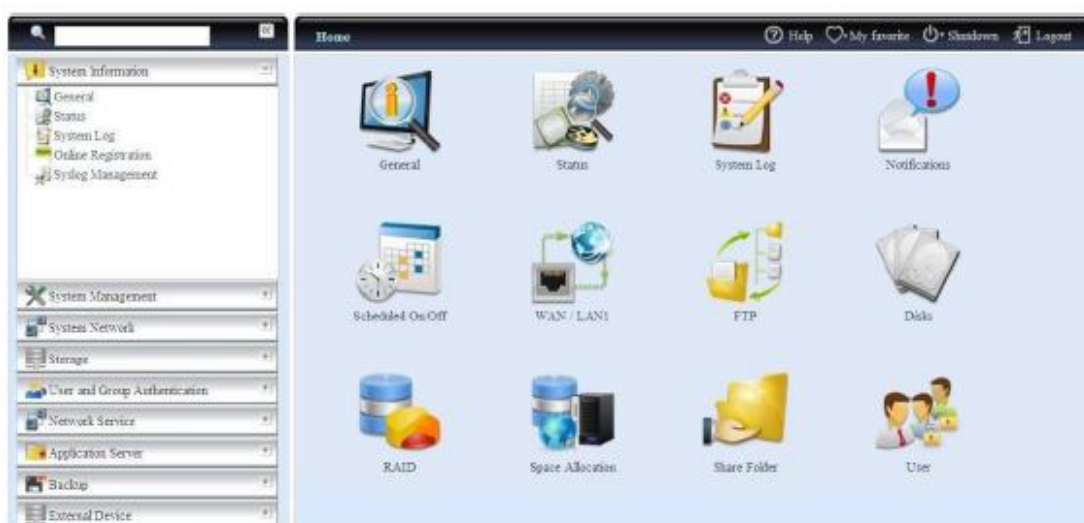 Home
Help
My favorite
Shutdown
Logout
System Information
General
Status
System Log
Online Registration
Syslog Management
System Management
System Network
Storage
User and Group Authentication
Network Service
Application Server
Backup
External Device
General
Status
System Log
Notifications
Scheduled On/Off
WAN / LAN1
FTP
Disks
RAID
Space Allocation
Share Folder
User